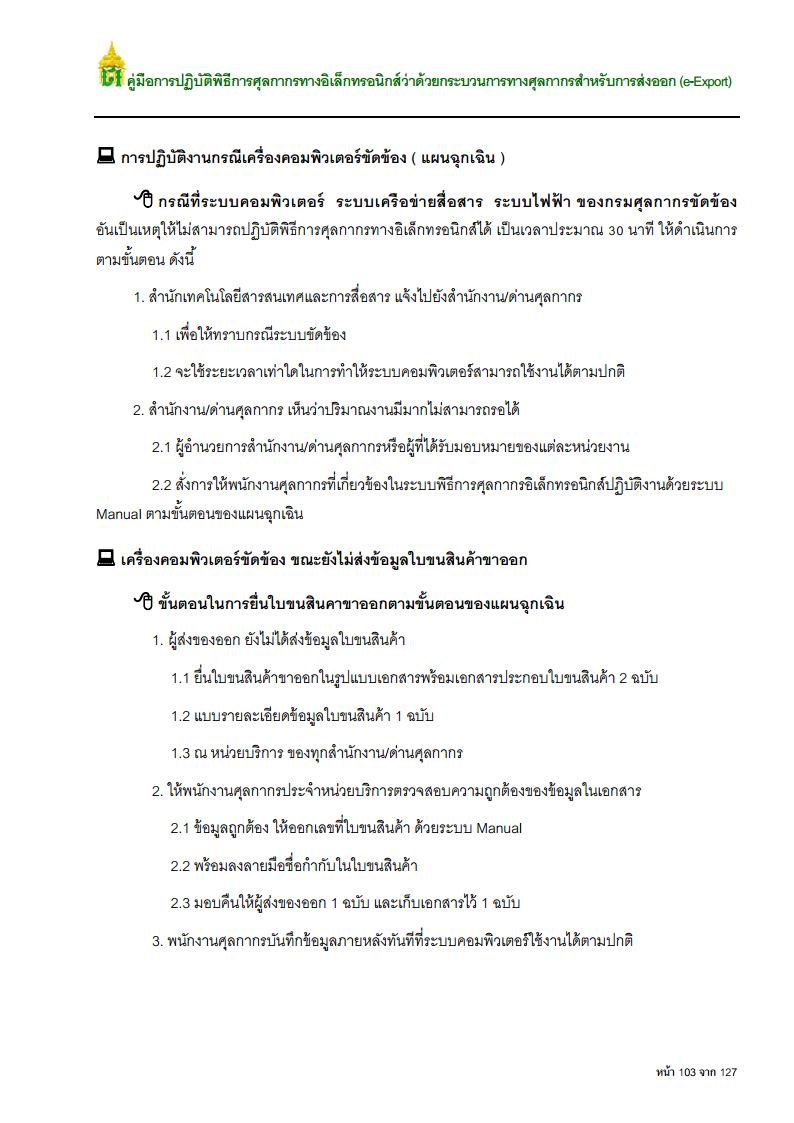 คู่มือการปฏิบัติพิธีการศุลกากรทางอิเล็กทรอนิกส์ว่าด้วยกระบวนการทางศุลกากรสำหรับการส่งออก (e-Export)
การปฏิบัติงานกรณีเครื่องคอมพิวเตอร์ขัดข้อง ( แผนฉุกเฉิน )
กรณีที่ระบบคอมพิวเตอร์ ระบบเครือข่ายสื่อสาร ระบบไฟฟ้า ของกรมศุลกากรขัดข้อง
อันเป็นเหตุให้ไม่สามารถปฏิบัติพิธีการศุลกากรทางอิเล็กทรอนิกส์ได้ เป็นเวลาประมาณ 30 นาที ให้ดำเนินการ
ตามขั้นตอน ดังนี้
1. สำนักเทคโนโลยีสารสนเทศและการสื่อสาร แจ้งไปยังสำนักงาน/ด่านศุลกากร
1.1 เพื่อให้ทราบกรณีระบบขัดข้อง
1.2 จะใช้ระยะเวลาเท่าใดในการทำให้ระบบคอมพิวเตอร์สามารถใช้งานได้ตามปกติ
2. สำนักงาน/ด่านศุลกากร เห็นว่าปริมาณงานมีมากไม่สามารถรอได้
2.1 ผู้อำนวยการสำนักงาน/ด่านศุลกากรหรือผู้ที่ได้รับมอบหมายของแต่ละหน่วยงาน
2.2 สั่งการให้พนักงานศุลกากรที่เกี่ยวข้องในระบบพิธีการศุลกากรอิเล็กทรอนิกส์ปฏิบัติงานด้วยระบบ
Manual ตามขั้นตอนของแผนฉุกเฉิน
เครื่องคอมพิวเตอร์ขัดข้อง ขณะยังไม่ส่งข้อมูลใบขนสินค้าขาออก
ขั้นตอนในการยื่นใบขนสินคาขาออกตามขั้นตอนของแผนฉุกเฉิน
1. ผู้ส่งของออก ยังไม่ได้ส่งข้อมูลใบขนสินค้า
1.1 ยื่นใบขนสินค้าขาออกในรูปแบบเอกสารพร้อมเอกสารประกอบใบขนสินค้า 2 ฉบับ
1.2 แบบรายละเอียดข้อมูลใบขนสินค้า 1 ฉบับ
1.3 ณ หน่วยบริการ ของทุกสำนักงาน/ด่านศุลกากร
2. ให้พนักงานศุลกากรประจำหน่วยบริการตรวจสอบความถูกต้องของข้อมูลในเอกสาร
2.1 ข้อมูลถูกต้อง ให้ออกเลขที่ใบขนสินค้า ด้วยระบบ Manual
2.2 พร้อมลงลายมือชื่อกำกับในใบขนสินค้า
2.3 มอบคืนให้ผู้ส่งของออก 1 ฉบับ และเก็บเอกสารไว้ 1 ฉบับ
3. พนักงานศุลกากรบันทึกข้อมูลภายหลังทันทีที่ระบบคอมพิวเตอร์ใช้งานได้ตามปกติ
หน้า 103 จาก 127